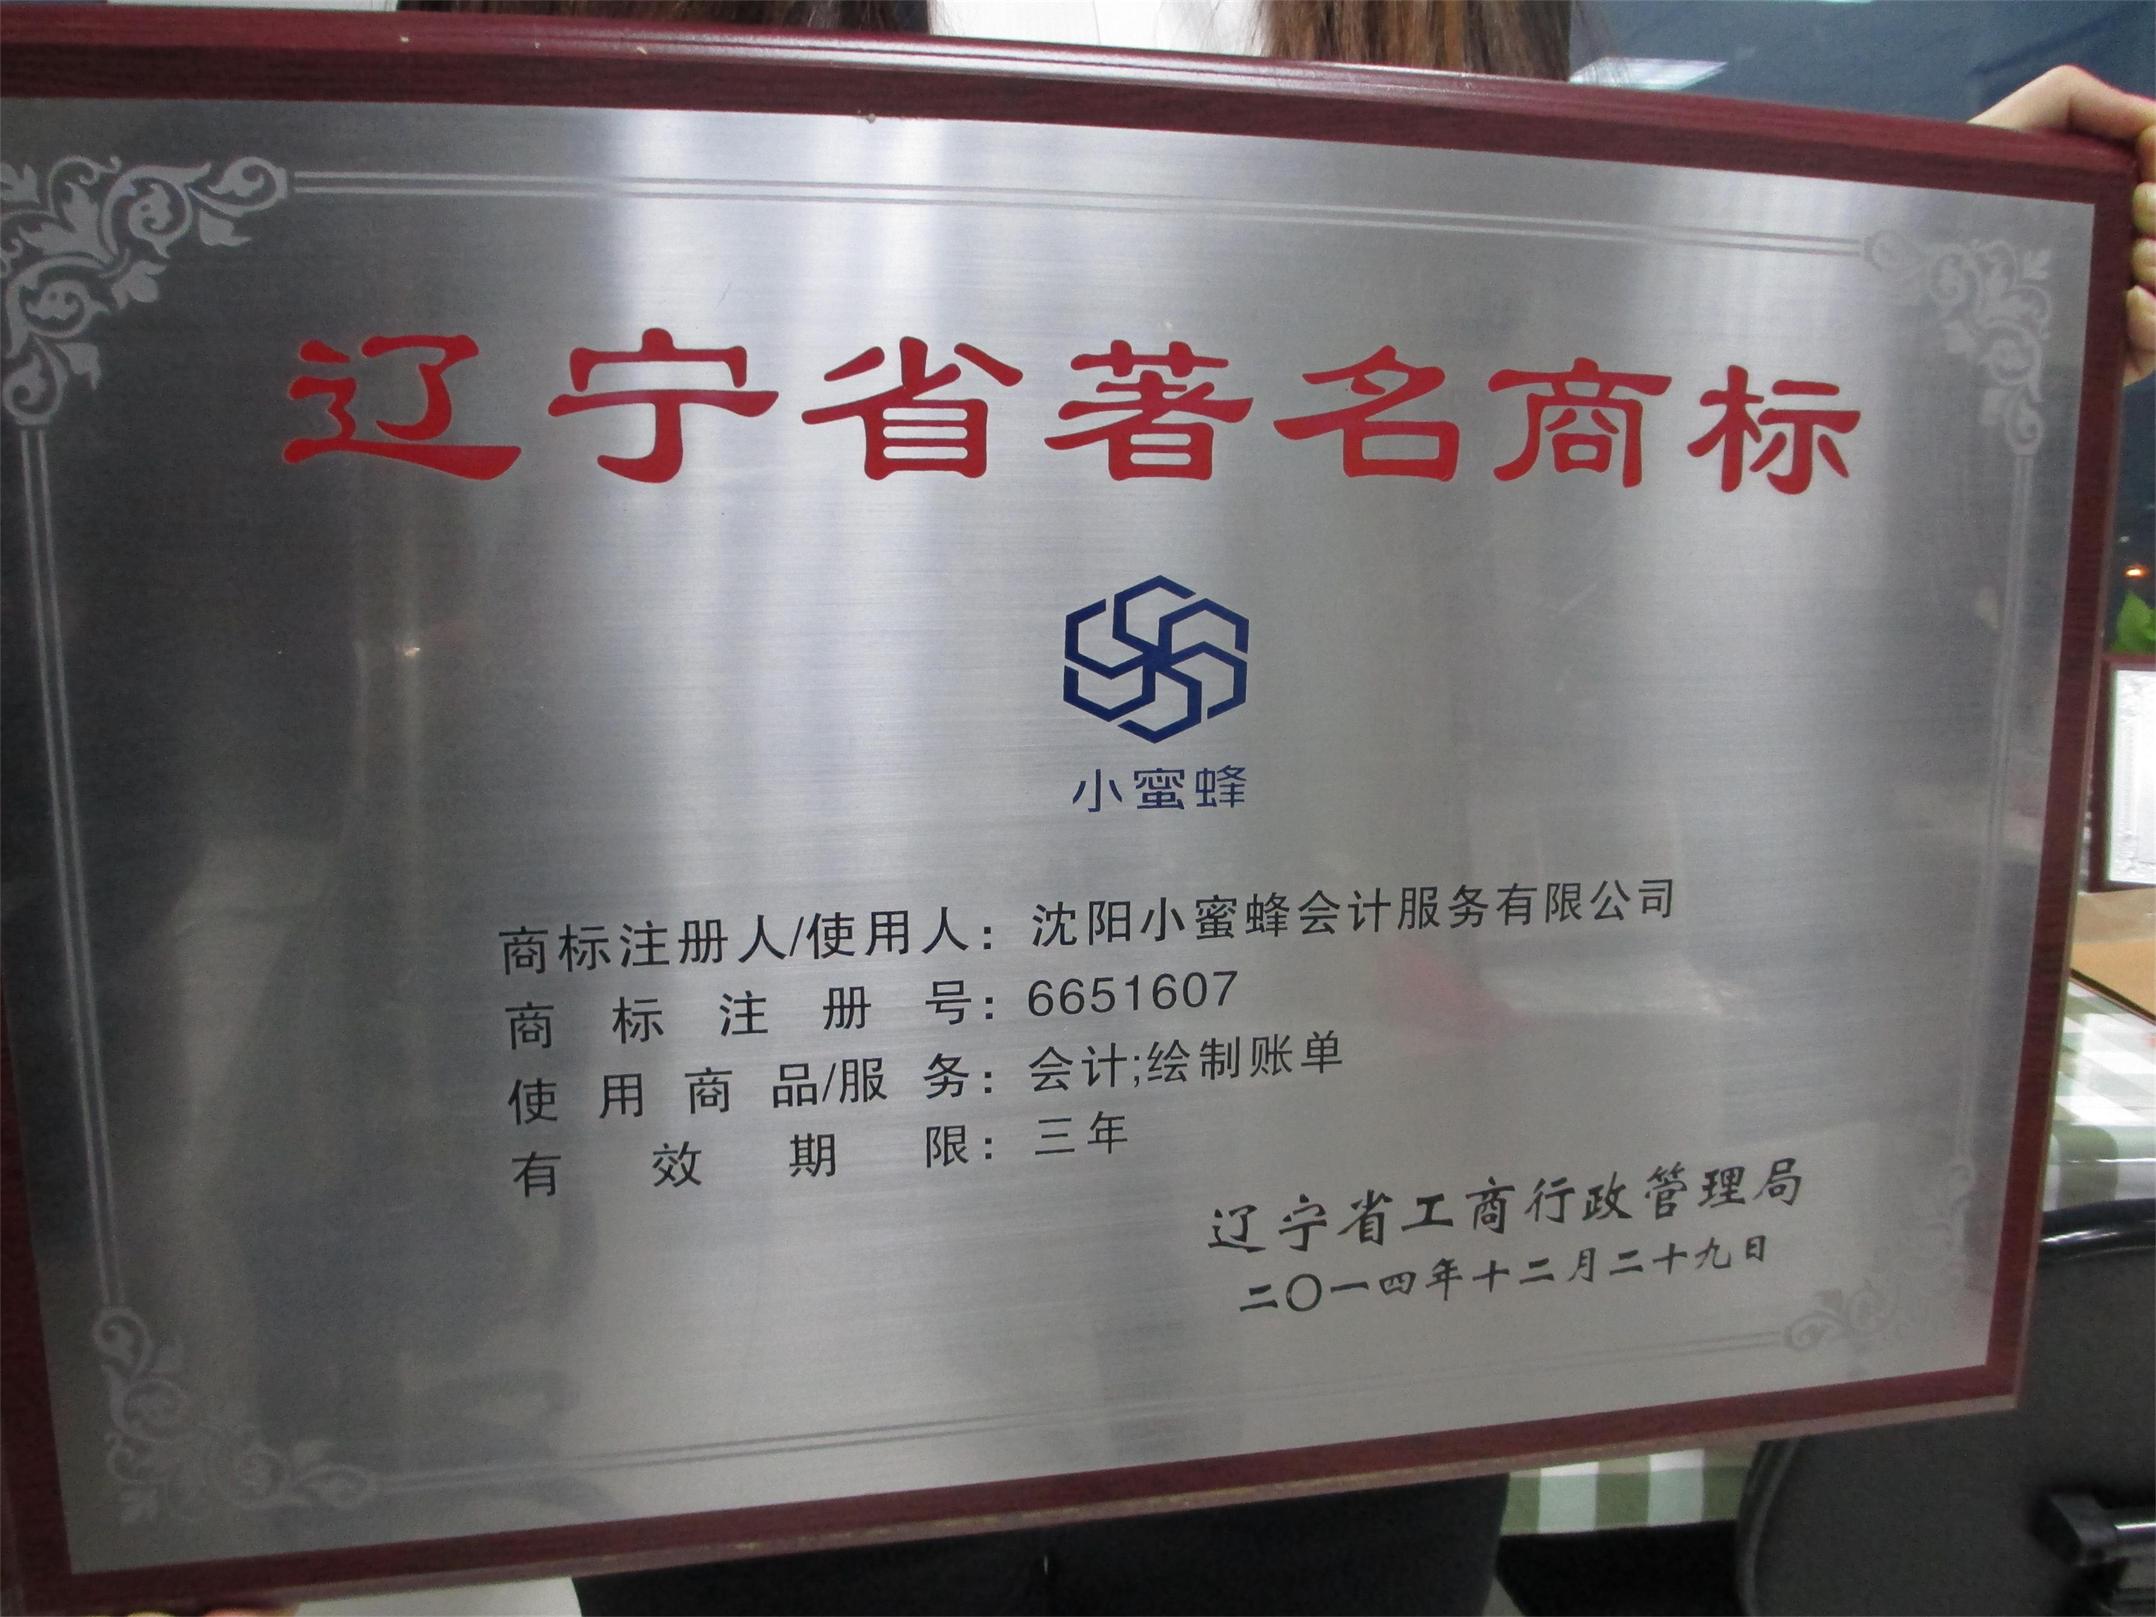 辽宁省著名商标
小蜜蜂
商标注册人/使用人：沈阳小蜜蜂会计服务有限公司
商标注册号：6651607
使用商品/服务：会计;绘制账单
有效期限：三年
辽宁省工商行政管理局
二〇一四年十二月二十九日